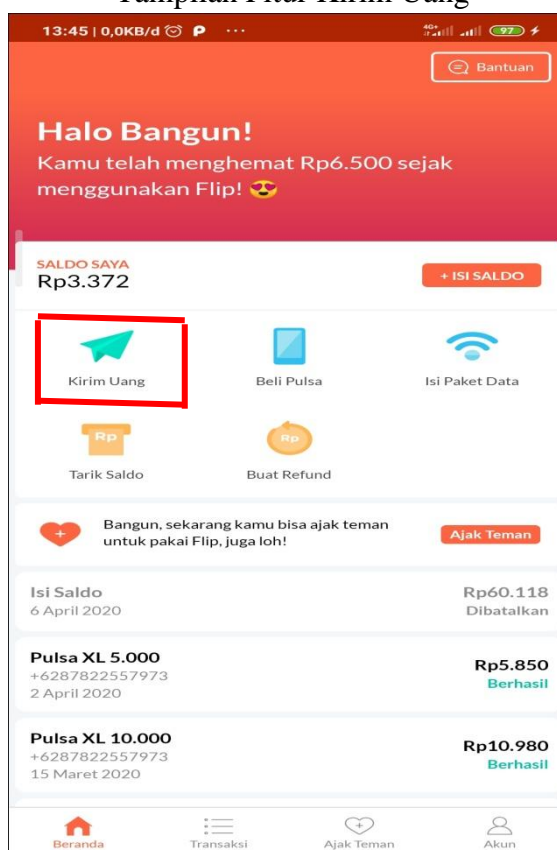 Tampilan Fitur Kirim Uang
13:45 | 0,0KB/d P ...
4G+ 97
Bantuan
Halo Bangun!
Kamu telah menghemat Rp6.500 sejak
menggunakan Flip!
SALDO SAYA
Rp3.372
+ ISI SALDO
Kirim Uang
Beli Pulsa
Isi Paket Data
Rp
Rp
Tarik Saldo
Buat Refund
Bangun, sekarang kamu bisa ajak teman
untuk pakai Flip, juga loh!
Ajak Teman
Isi Saldo
Rp60.118
6 April 2020
Dibatalkan
Pulsa XL 5.000
+6287822557973
Rp5.850
2 April 2020
Berhasil
Pulsa XL 10.000
+6287822557973
Rp10.980
15 Maret 2020
Berhasil
Beranda
Transaksi
Ajak Teman
Akun